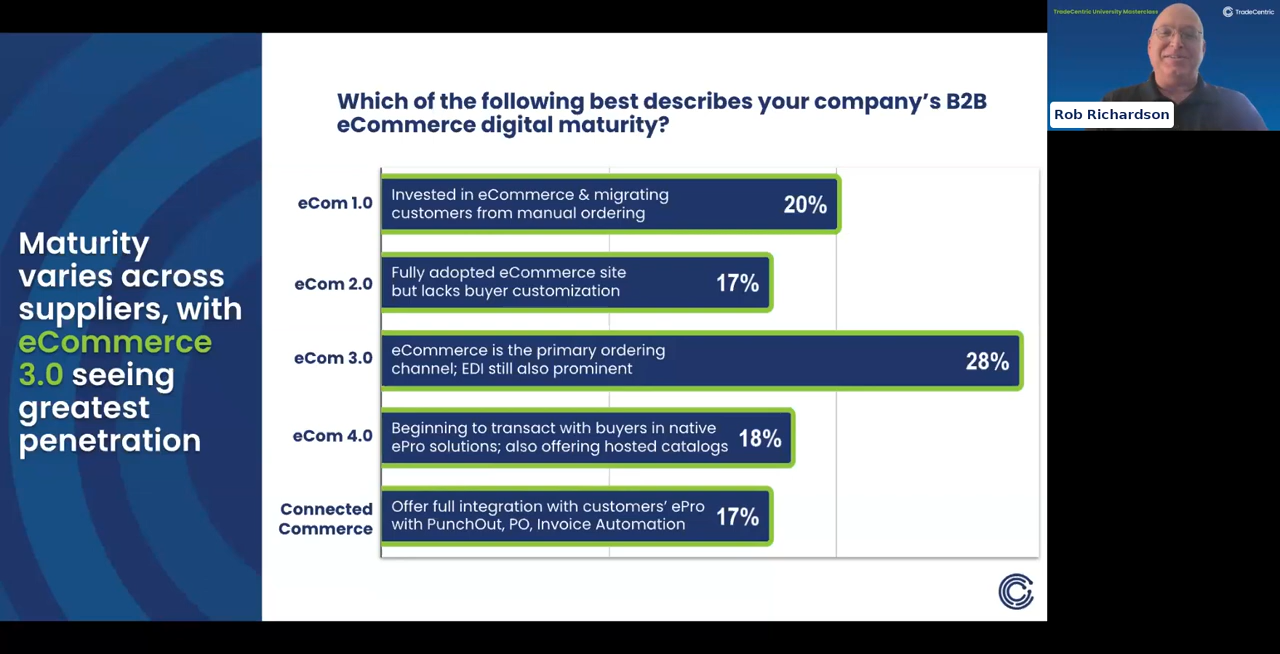 TradeCentric University Masterclass
TradeCentric
Rob Richardson
Which of the following best describes your company's B2B
eCommerce digital maturity?
Maturity
varies across
suppliers, with
eCommerce
3.0 seeing
greatest
penetration
eCom 1.0
Invested in eCommerce & migrating
customers from manual ordering
20%
eCom 2.0
Fully adopted eCommerce site
but lacks buyer customization
17%
eCom 3.0
eCommerce is the primary ordering
channel; EDI still also prominent
28%
eCom 4.0
Beginning to transact with buyers in native
ePro solutions; also offering hosted catalogs
18%
Connected
Commerce
Offer full integration with customers' ePro
with PunchOut, PO, Invoice Automation
17%